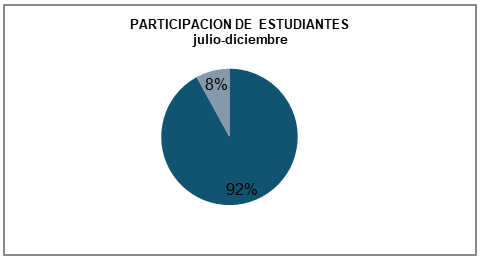 PARTICIPACION DE ESTUDIANTES
julio-diciembre
8%
92%